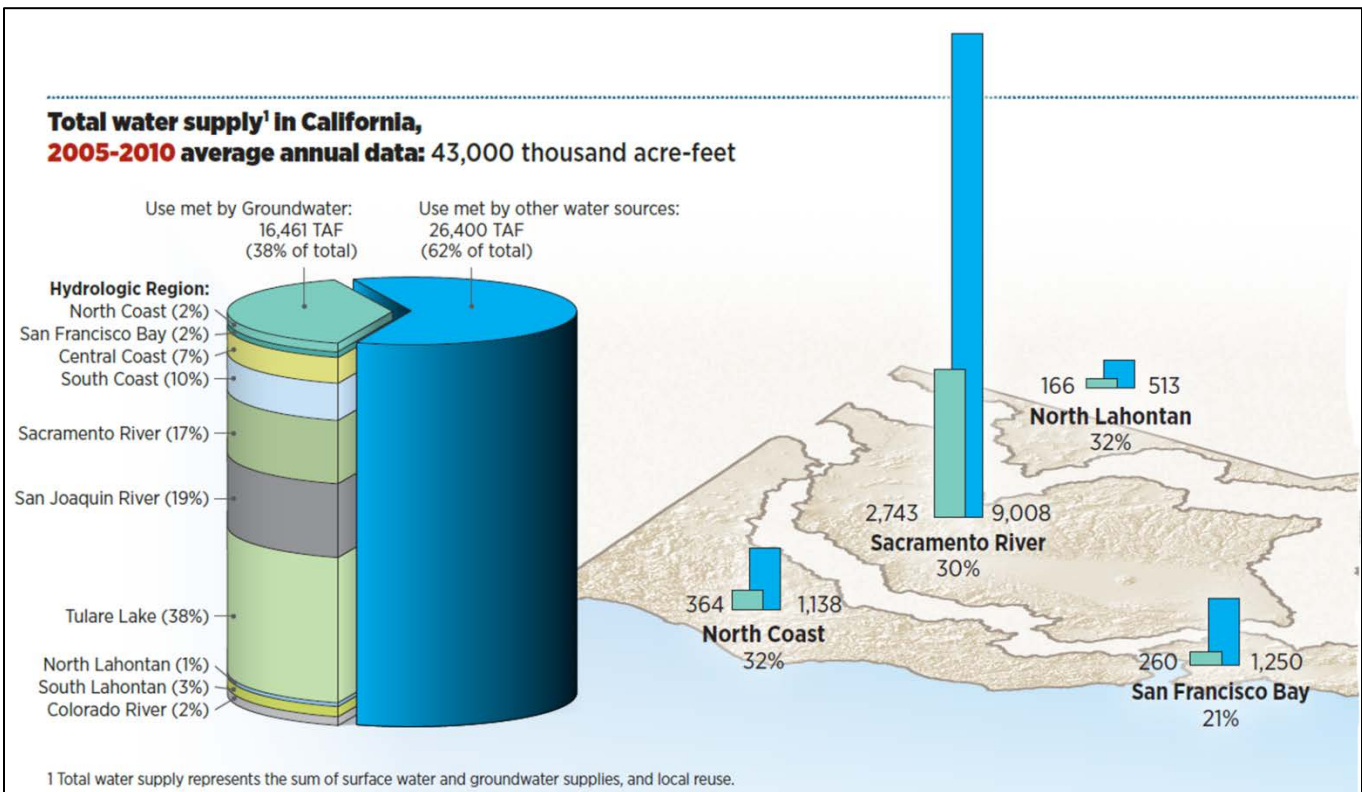 Total water supply¹ in California,
2005-2010 average annual data: 43,000 thousand acre-feet
Use met by Groundwater:
16,461 TAF
(38% of total)
Use met by other water sources:
26,400 TAF
(62% of total)
Hydrologic Region:
North Coast (2%)
San Francisco Bay (2%)
Central Coast (7%)
South Coast (10%)
Sacramento River (17%)
San Joaquin River (19%)
Tulare Lake (38%)
North Lahontan (1%)
South Lahontan (3%)
Colorado River (2%)
166 513
North Lahontan
32%
2,743 9,008
Sacramento River
30%
364 1,138
North Coast
32%
260 1,250
San Francisco Bay
21%
1 Total water supply represents the sum of surface water and groundwater supplies, and local reuse.